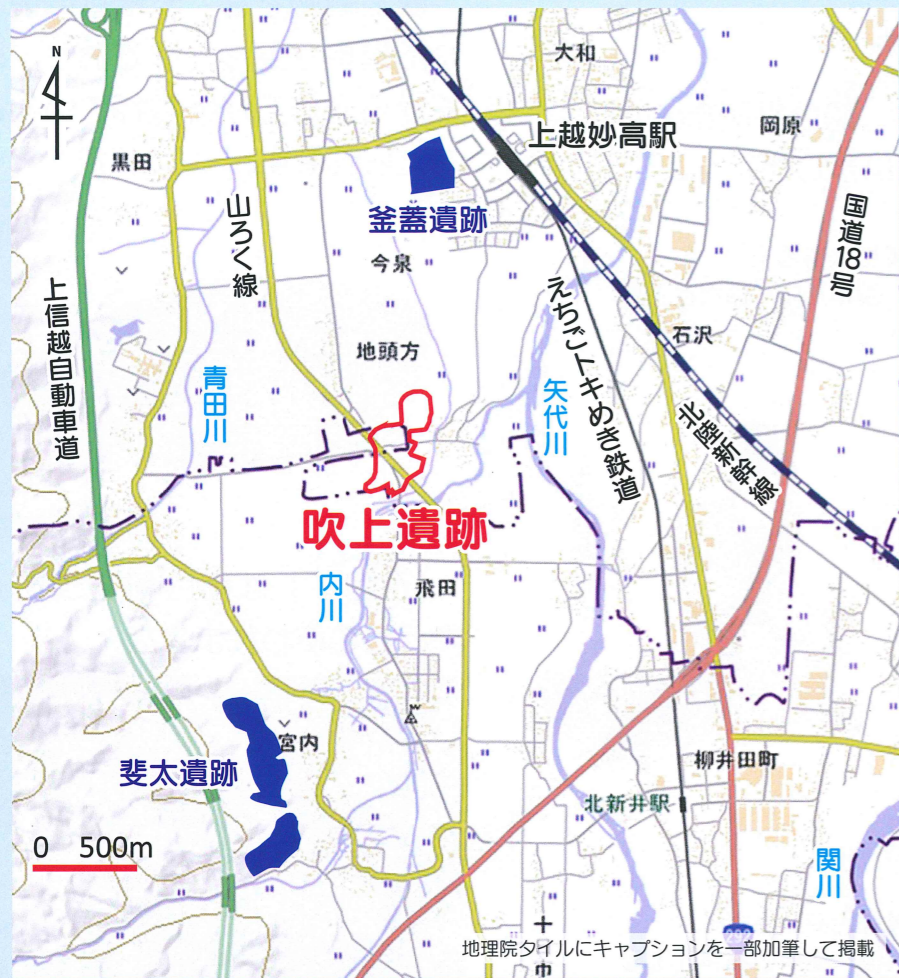 N
大和
上越妙高駅
岡原
黒田
釜蓋遺跡
山ろく線
国道18号
今泉
えちごトキめき鉄道
上信越自動車道
石沢
地頭方
青田川
矢代川
北陸新幹線
吹上遺跡
内川
飛田
宮内
斐太遺跡
柳井田町
北新井駅
0 500m
関川
292
地理院タイルにキャプションを一部加筆して掲載